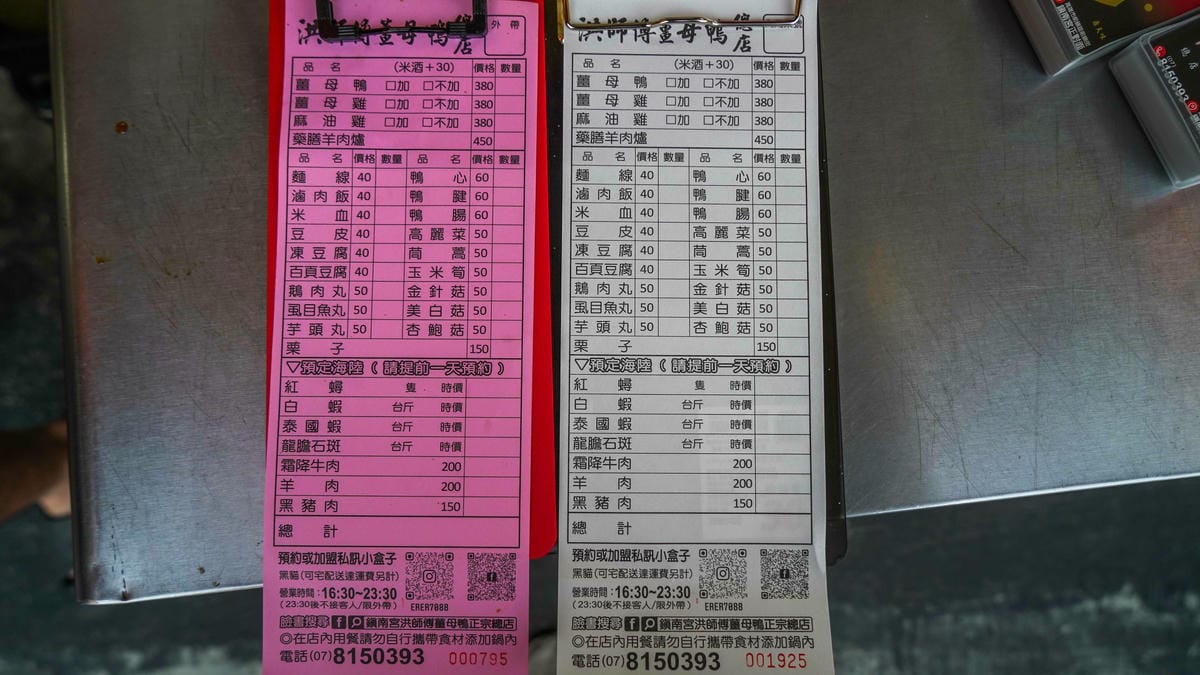 洪師傅薑母鴨 總店 外帶
品名 (米酒+30) 價格 數量
薑母鴨 □加 □不加 380
薑母雞 □加 □不加 380
麻油雞 □加 □不加 380
藥膳羊肉爐 450
品名 價格 數量 品名 價格 數量
麵線 40 鴨心 60
滷肉飯 40 鴨腱 60
米血 40 鴨腸 60
豆皮 40 高麗菜 50
凍豆腐 40 茼蒿 50
百頁豆腐 40 玉米筍 50
鵝肉丸 50 金針菇 50
虱目魚丸 50 美白菇 50
芋頭丸 50 杏鮑菇 50
栗子 150
▽預定海陸(請提前一天預約)
紅蟳 隻 時價
白蝦 台斤 時價
泰國蝦 台斤 時價
龍膽石斑 台斤 時價
霜降牛肉 200
羊肉 200
黑豬肉 150
總計
預約或加盟私訊小盒子
黑貓(可宅配送達運費另計)
營業時間:16:30~23:30
(23:30後不接客人/限外帶)
ERER7088
臉書搜尋 鎮南宮洪師傅薑母鴨正宗總店
◎在店內用餐請勿自行攜帶食材添加鍋內
電話(07)8150393 000795
洪師傅薑母鴨 總店
品名 (米酒+30) 價格 數量
薑母鴨 □加 □不加 380
薑母雞 □加 □不加 380
麻油雞 □加 □不加 380
藥膳羊肉爐 450
品名 價格 數量 品名 價格 數量
麵線 40 鴨心 60
滷肉飯 40 鴨腱 60
米血 40 鴨腸 60
豆皮 40 高麗菜 50
凍豆腐 40 茼蒿 50
百頁豆腐 40 玉米筍 50
鵝肉丸 50 金針菇 50
虱目魚丸 50 美白菇 50
芋頭丸 50 杏鮑菇 50
栗子 150
▽預定海陸(請提前一天預約)
紅蟳 隻 時價
白蝦 台斤 時價
泰國蝦 台斤 時價
龍膽石斑 台斤 時價
霜降牛肉 200
羊肉 200
黑豬肉 150
總計
預約或加盟私訊小盒子
黑貓(可宅配送達運費另計)
營業時間:16:30~23:30
(23:30後不接客人/限外帶)
ERER7088
臉書搜尋 鎮南宮洪師傅薑母鴨正宗總店
◎在店內用餐請勿自行攜帶食材添加鍋內
電話(07)8150393 001925
(07)8150393